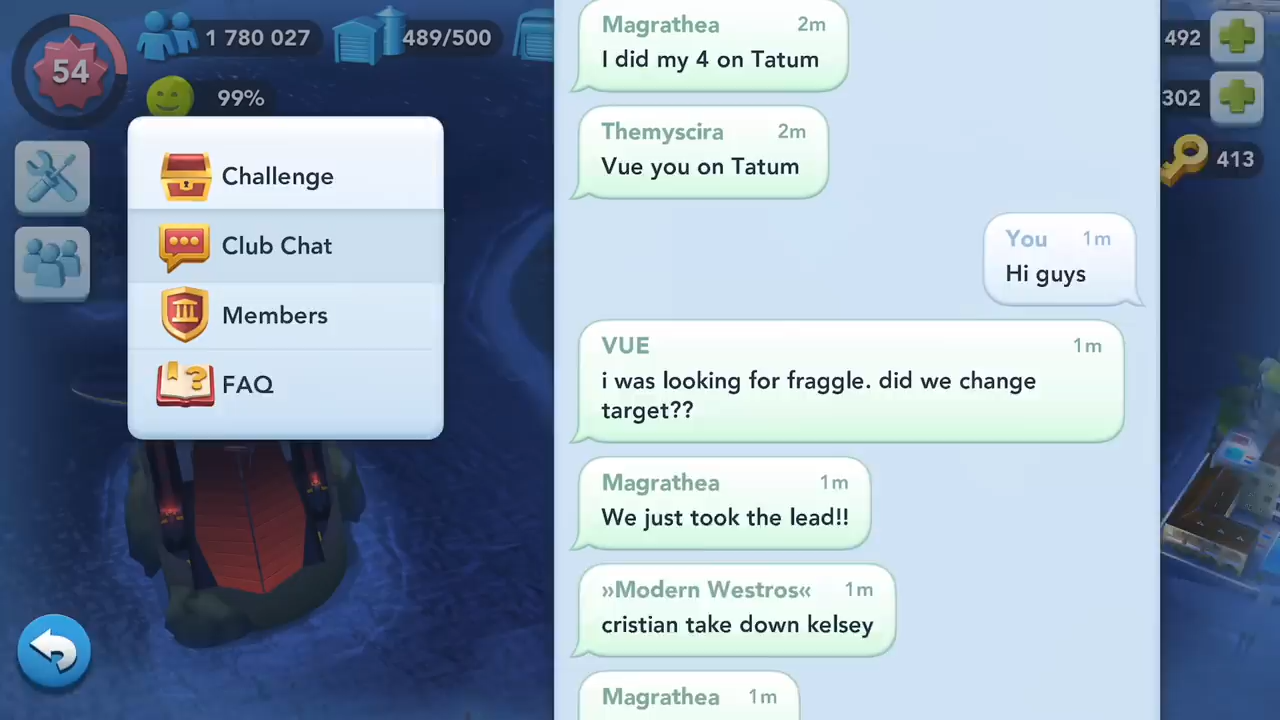 54
1 780 027
489/500
99%
492
302
413
Challenge
Club Chat
Members
FAQ
Magrathea 2m
I did my 4 on Tatum
Themyscira 2m
Vue you on Tatum
You 1m
Hi guys
VUE 1m
i was looking for fraggle. did we change
target??
Magrathea 1m
We just took the lead!!
»Modern Westros« 1m
cristian take down kelsey
Magrathea 1m